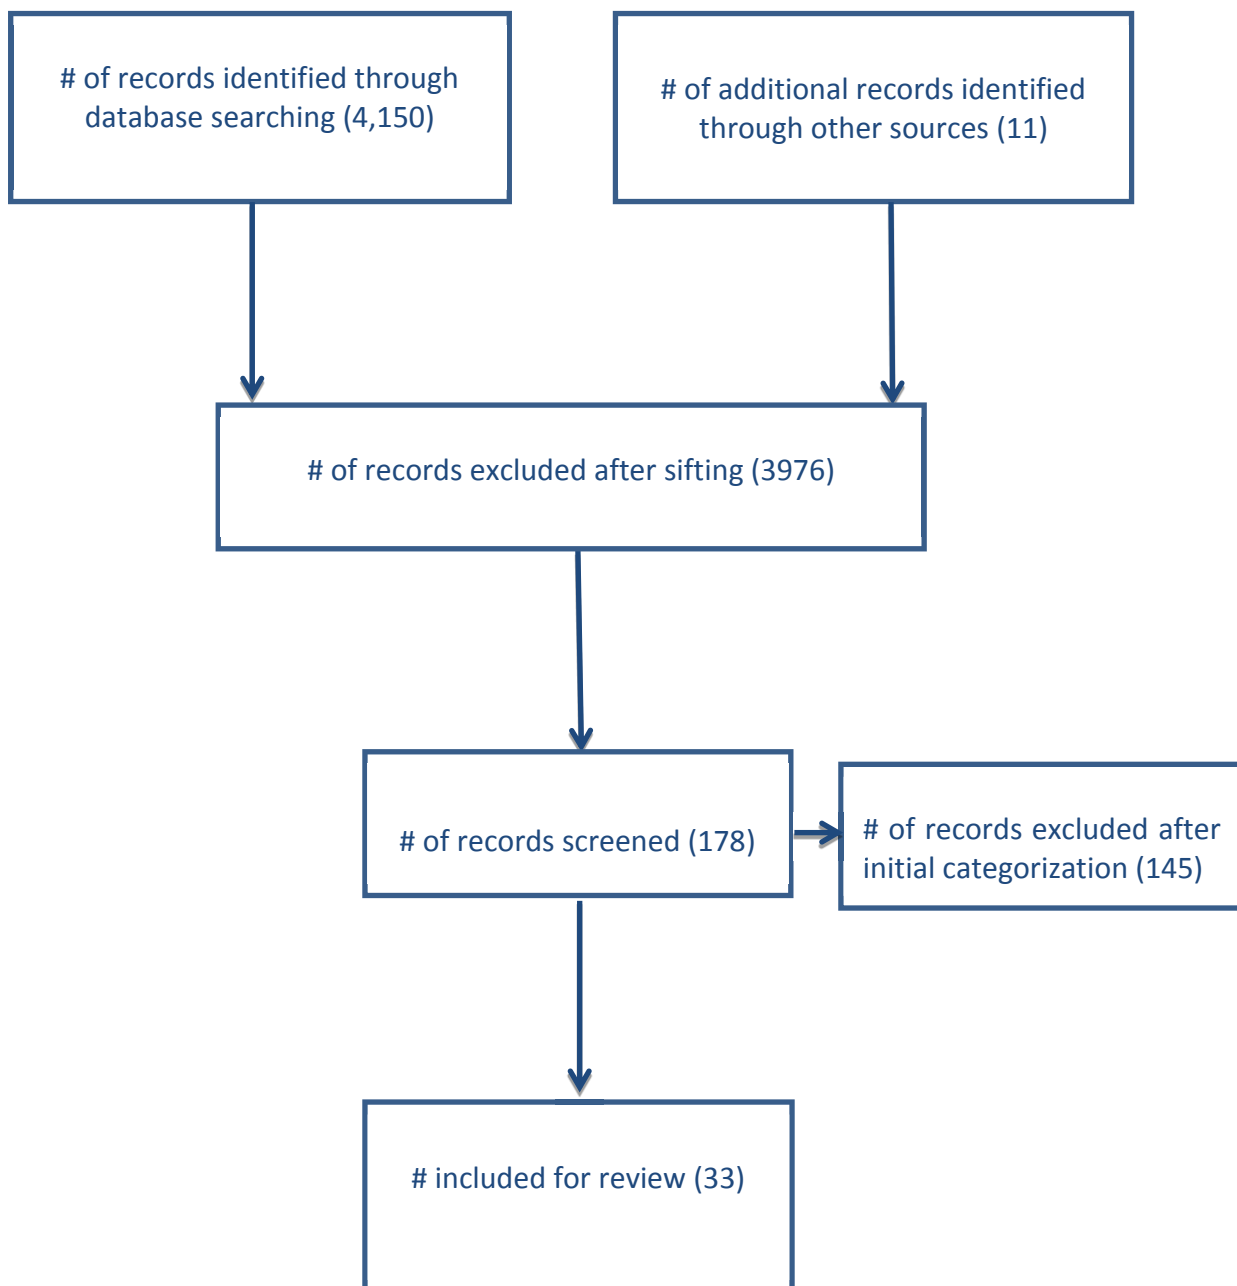 # of records identified through
database searching (4,150)
# of additional records identified
through other sources (11)
# of records excluded after sifting (3976)
# of records screened (178)
# of records excluded after
initial categorization (145)
# included for review (33)